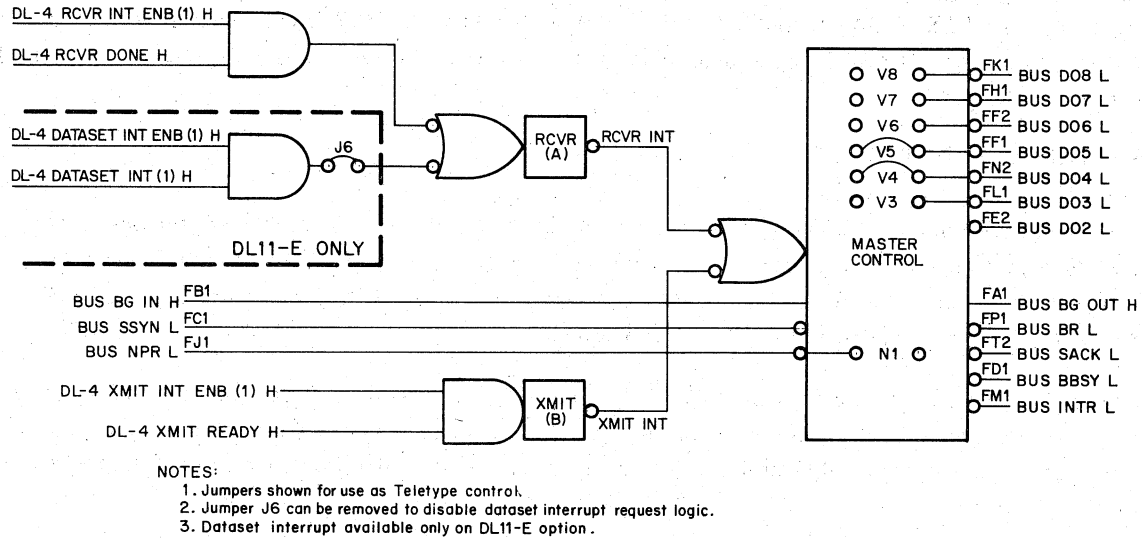 DL-4 RCVR INT ENB (1) H
DL-4 RCVR DONE H
DL-4 DATASET INT ENB (1) H
DL-4 DATASET INT (1) H
J6
DL11-E ONLY
RCVR
(A)
RCVR INT
BUS BG IN H FB1
BUS SSYN L FC1
BUS NPR L FJ1
DL-4 XMIT INT ENB (1) H
DL-4 XMIT READY H
XMIT
(B)
XMIT INT
V8 FK1 BUS D08 L
V7 FH1 BUS D07 L
V6 FF2 BUS D06 L
V5 FF1 BUS D05 L
V4 FN2 BUS D04 L
V3 FL1 BUS D03 L
FE2 BUS D02 L
MASTER
CONTROL
FA1 BUS BG OUT H
FP1 BUS BR L
N1 FT2 BUS SACK L
FD1 BUS BBSY L
FM1 BUS INTR L
NOTES:
1. Jumpers shown for use as Teletype control.
2. Jumper J6 can be removed to disable dataset interrupt request logic.
3. Dataset interrupt available only on DL11-E option.